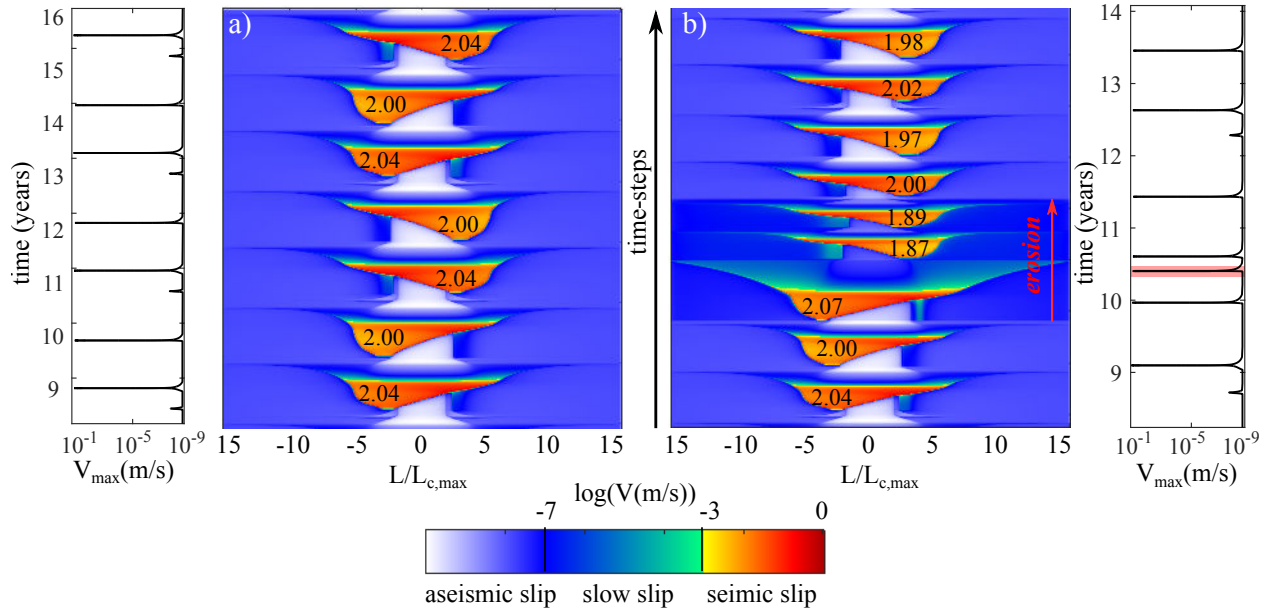 16
15
14
13
12
11
10
9
time (years)
10^-1 10^-5 10^-9
V_max(m/s)
a)
2.04
2.00
2.04
2.00
2.04
2.00
2.04
15 -10 -5 0 5 15
L/L_c,max
time-steps
b)
1.98
2.02
1.97
2.00
1.89
1.87
2.07
2.00
2.04
erosion
15 -10 -5 0 5 10 15
L/L_c,max
14
13
12
11
10
9
time (years)
10^-1 10^-5 10^-9
V_max(m/s)
log(V(m/s))
-7 -3 0
aseismic slip slow slip seimic slip